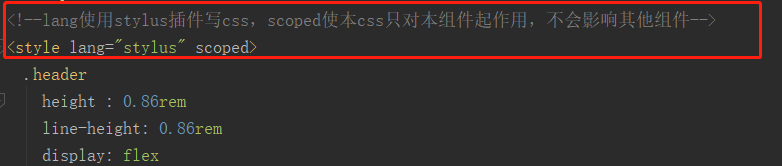 <!--lang使用stylus插件写css，scoped使本css只对本组件起作用，不会影响其他组件-->
<style lang="stylus" scoped>
.header
height : 0.86rem
line-height: 0.86rem
display: flex